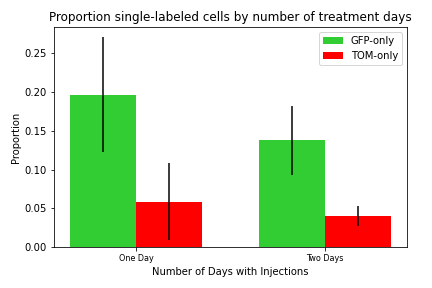 Proportion single-labeled cells by number of treatment days
GFP-only
TOM-only
0.25
0.20
0.15
0.10
0.05
0.00
Proportion
One Day
Two Days
Number of Days with Injections